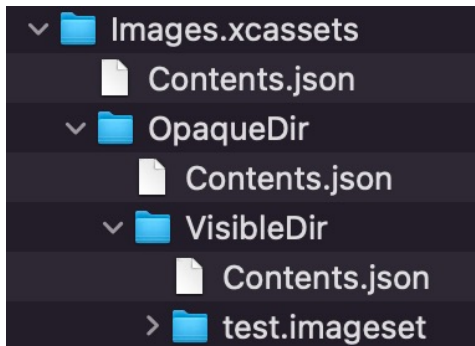 Images.xcassets
Contents.json
OpaqueDir
Contents.json
VisibleDir
Contents.json
test.imageset